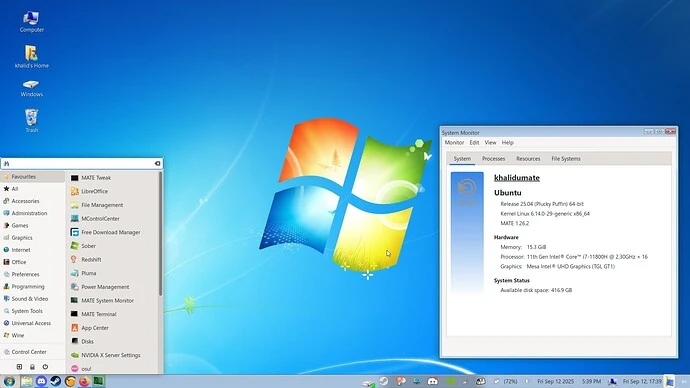 Computer
khalid's Home
Windows
Trash
Favourites
All
Accessories
Administration
Games
Graphics
Internet
Office
Preferences
Programming
Sound & Video
System Tools
Universal Access
Wine
Control Center
MATE Tweak
LibreOffice
File Management
MControlCenter
Free Download Manager
Sober
Redshift
Pluma
Power Management
MATE System Monitor
MATE Terminal
App Center
Disks
NVIDIA X Server Settings
osu!
System Monitor
Monitor Edit View Help
System Processes Resources File Systems
khalidumate
Ubuntu
Release 25.04 (Plucky Puffin) 64-bit
Kernel Linux 6.14.0-29-generic x86_64
MATE 1.26.2
Hardware
Memory: 15.3 GiB
Processor: 11th Gen Intel® Core™ i7-11800H @ 2.30GHz × 16
Graphics: Mesa Intel® UHD Graphics (TGL GT1)
System Status
Available disk space: 416.9 GB
(72%) Fri Sep 12 2025 5:39 PM Fri Sep 12, 17:39